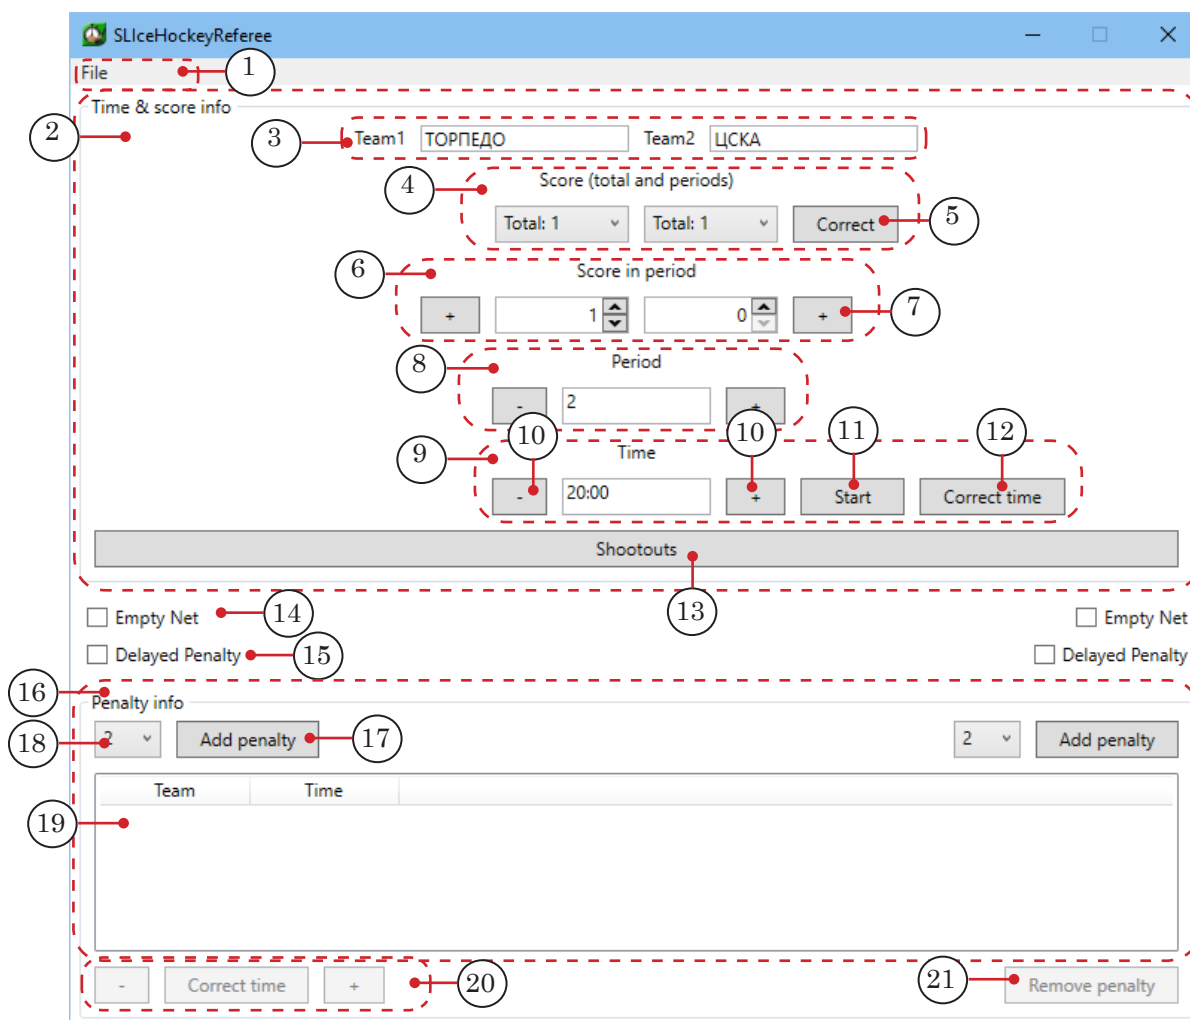 SLIceHockeyReferee
File 1
Time & score info
2
3 Team1 ТОРПЕДО Team2 ЦСКА
4 Score (total and periods)
Total: 1 Total: 1 Correct 5
6 Score in period
+ 1 0 + 7
8 Period
- 2 +
10 10 11 12
9 Time
- 20:00 + Start Correct time
Shootouts
13
Empty Net 14 Empty Net
Delayed Penalty 15 Delayed Penalty
16
Penalty info
18 2 Add penalty 17 2 Add penalty
Team Time
19
- Correct time + 20 21 Remove penalty